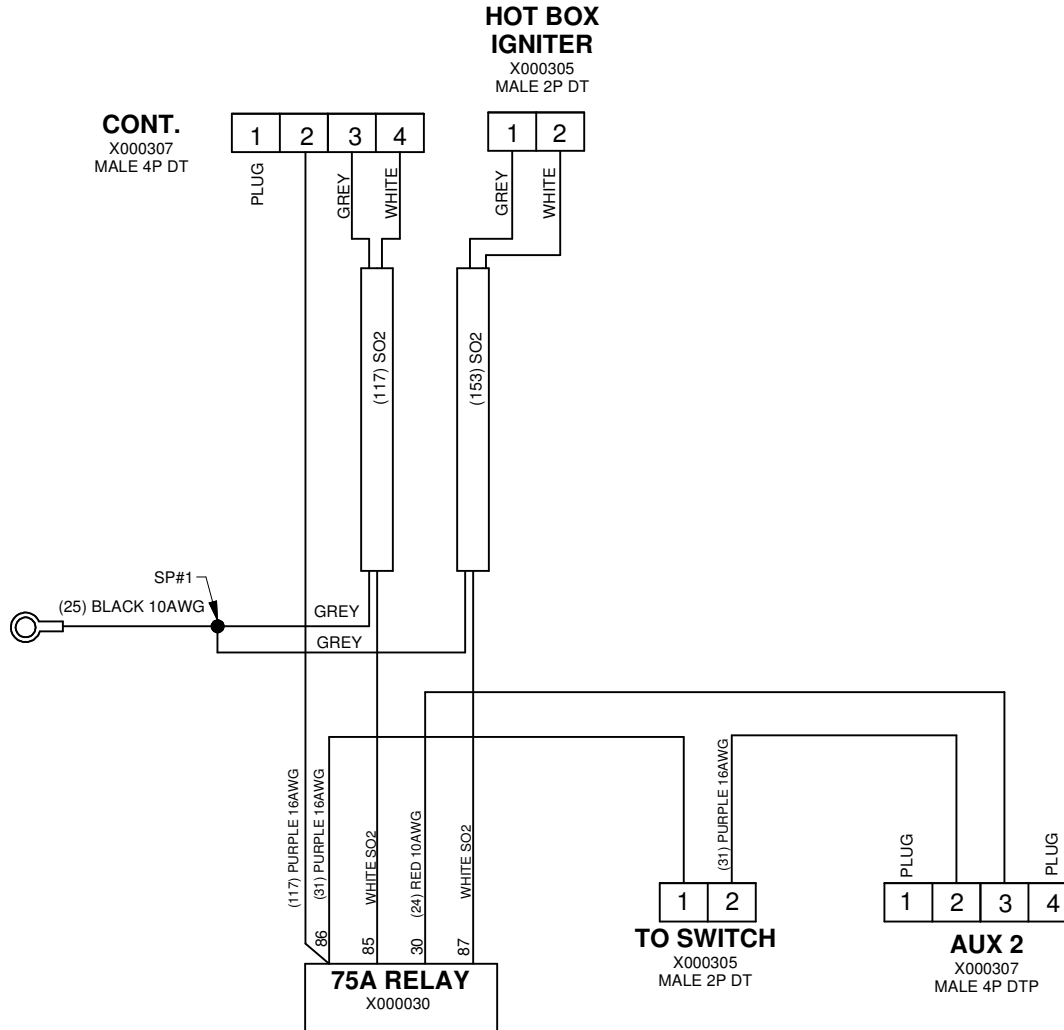 HOT BOX
IGNITER
X000305
MALE 2P DT
CONT.
X000307
MALE 4P DT
1 2 3 4
1 2
PLUG
GREY
WHITE
GREY
WHITE
(117) SO2
(153) SO2
SP#1
(25) BLACK 10AWG
GREY
GREY
(117) PURPLE 16AWG
(31) PURPLE 16AWG
WHITE SO2
(24) RED 10AWG
WHITE SO2
(31) PURPLE 16AWG
PLUG
PLUG
86
85
30
87
75A RELAY
X000030
1 2
TO SWITCH
X000305
MALE 2P DT
1 2 3 4
AUX 2
X000307
MALE 4P DTP